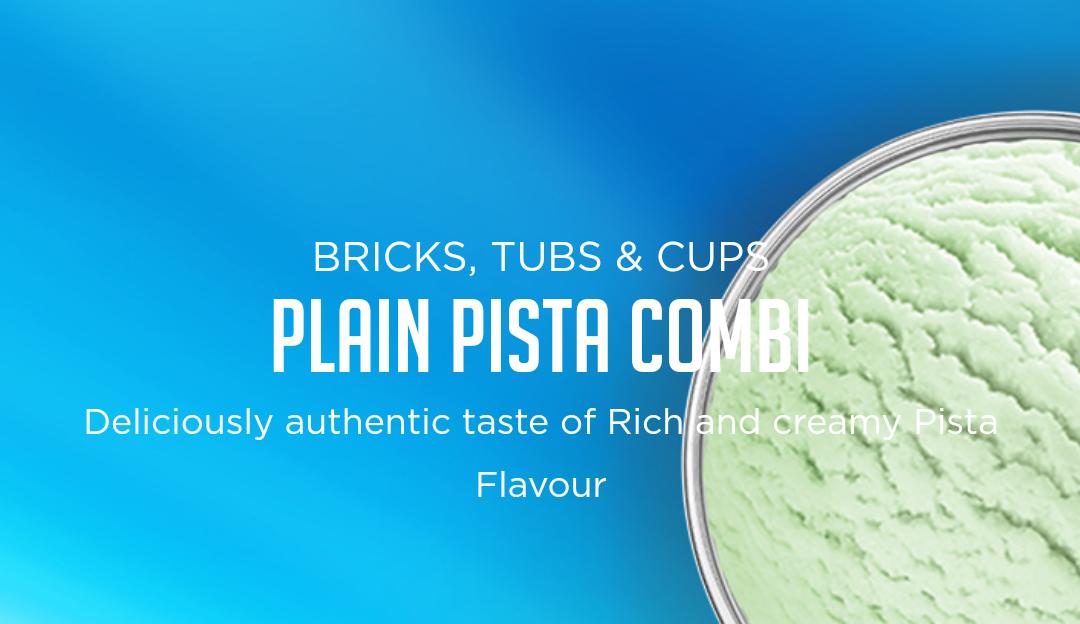 BRICKS, TUBS & CUPS
PLAIN PISTA COMBI
Deliciously authentic taste of Rich and creamy Pista
Flavour